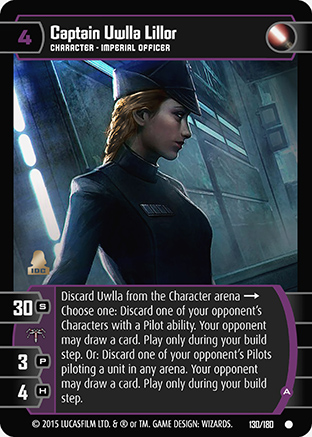 4
Captain Uwlla Lillor
CHARACTER - IMPERIAL OFFICER
IDC
30 S
3 P
4 H
Discard Uwlla from the Character arena →
Choose one: Discard one of your opponent's
Characters with a Pilot ability. Your opponent
may draw a card. Play only during your build
step. Or: Discard one of your opponent's Pilots
piloting a unit in any arena. Your opponent
may draw a card. Play only during your build
step.
A
© 2015 LUCASFILM LTD. & ® or TM. GAME DESIGN: WIZARDS.
130/180